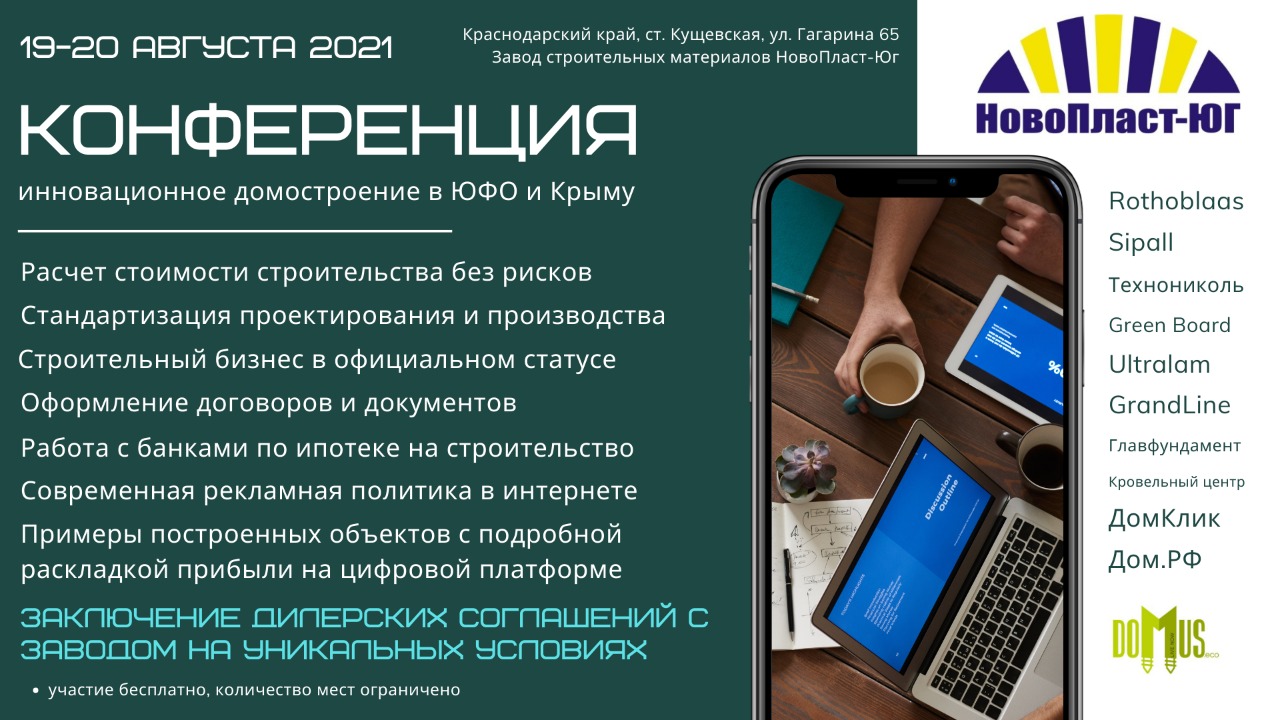 19-20 АВГУСТА 2021
Краснодарский край, ст. Кущевская, ул. Гагарина 65
Завод строительных материалов НовоПласт-Юг
НОВОПЛАСТ-ЮГ
КОНФЕРЕНЦИЯ
инновационное домостроение в ЮФО и Крыму
Расчет стоимости строительства без рисков
Стандартизация проектирования и производства
Строительный бизнес в официальном статусе
Оформление договоров и документов
Работа с банками по ипотеке на строительство
Современная рекламная политика в интернете
Примеры построенных объектов с подробной
раскладкой прибыли на цифровой платформе
ЗАКЛЮЧЕНИЕ ДИЛЕРСКИХ СОГЛАШЕНИЙ С
ЗАВОДОМ НА УНИКАЛЬНЫХ УСЛОВИЯХ
• участие бесплатно, количество мест ограничено
Discussion
Outline
Rothoblaas
Sipall
Технониколь
Green Board
Ultralam
GrandLine
Главфундамент
Кровельный центр
ДомКлик
Дом.РФ
DOMUS
eco